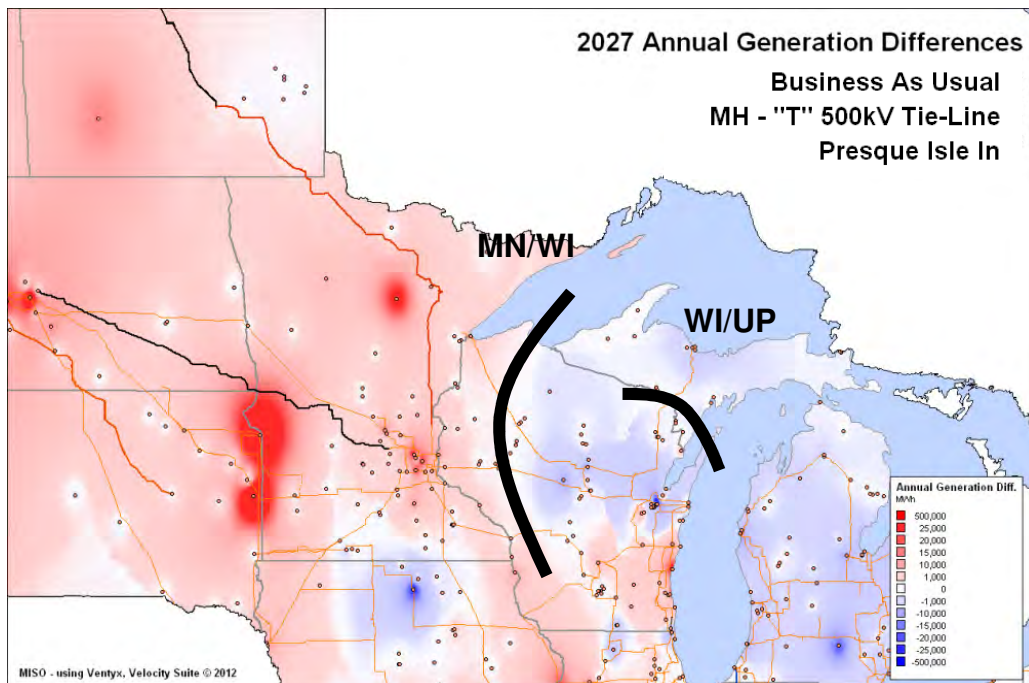 2027 Annual Generation Differences
Business As Usual
MH - "T" 500kV Tie-Line
Presque Isle In
MN/WI
WI/UP
Annual Generation Diff.
MWh
500,000
25,000
20,000
15,000
10,000
1,000
0
-1,000
-10,000
-15,000
-20,000
-25,000
-500,000
MISO - using Ventyx, Velocity Suite © 2012